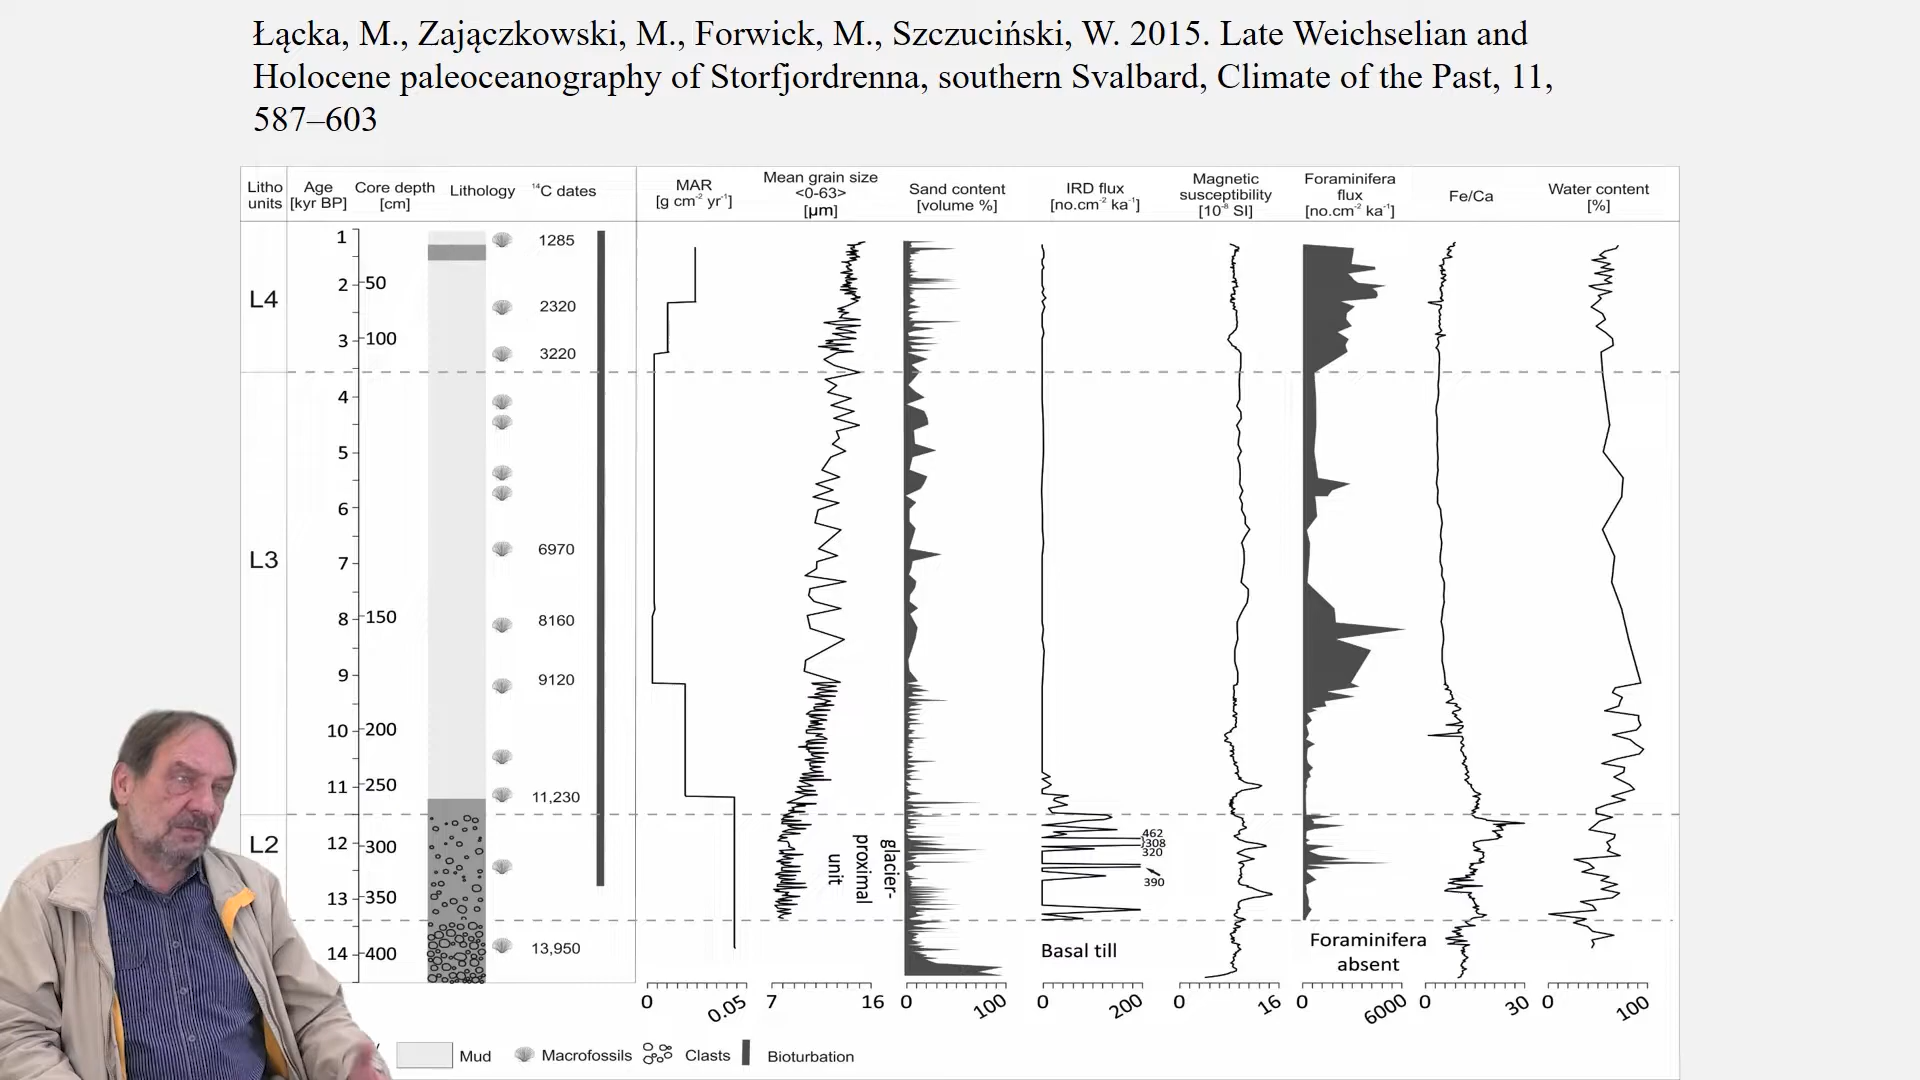 Łącka, M., Zajączkowski, M., Forwick, M., Szczuciński, W. 2015. Late Weichselian and
Holocene paleoceanography of Storfjordrenna, southern Svalbard, Climate of the Past, 11,
587–603
Litho units
Age [kyr BP]
Core depth [cm]
Lithology
¹⁴C dates
MAR
[g cm⁻² yr⁻¹]
Mean grain size
<0-63>
[µm]
Sand content
[volume %]
IRD flux
[no.cm⁻² ka⁻¹]
Magnetic
susceptibility
[10⁻⁸ SI]
Foraminifera
flux
[no.cm⁻² ka⁻¹]
Fe/Ca
Water content
[%]
L4
L3
L2
1
2
3
4
5
6
7
8
9
10
11
12
13
14
50
100
150
200
250
300
350
400
1285
2320
3220
6970
8160
9120
11,230
13,950
glacier-
proximal
unit
462
308
320
390
Basal till
Foraminifera
absent
0 0.05
7 16
0 100
0 200
0 16
0 6000
0 30
0 100
Mud Macrofossils Clasts Bioturbation